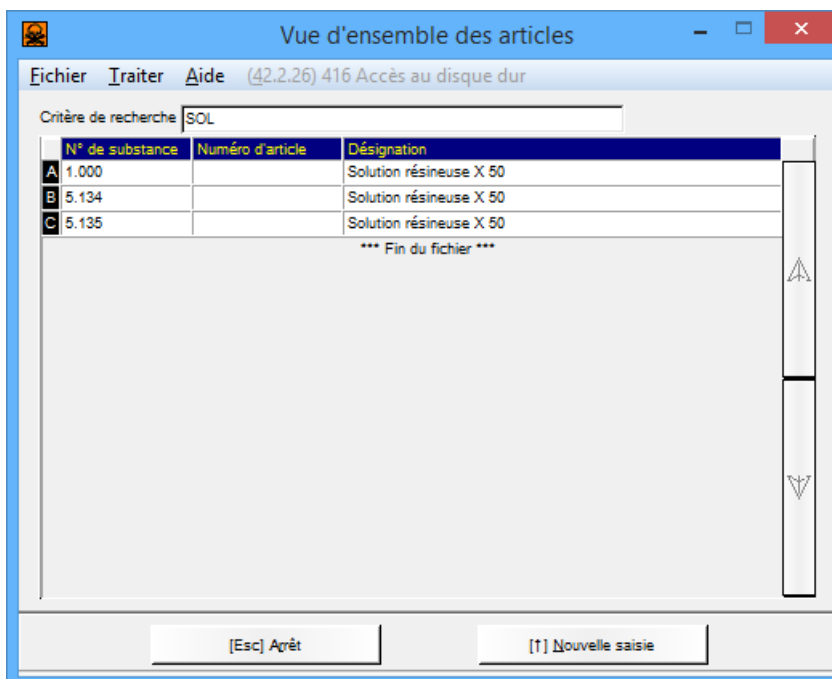 Vue d'ensemble des articles
Fichier Traiter Aide (42.2.26) 416 Accès au disque dur
Critère de recherche SOL
N° de substance Numéro d'article Désignation
A 1.000 Solution résineuse X 50
B 5.134 Solution résineuse X 50
C 5.135 Solution résineuse X 50
*** Fin du fichier ***
[Esc] Arrêt [↑] Nouvelle saisie